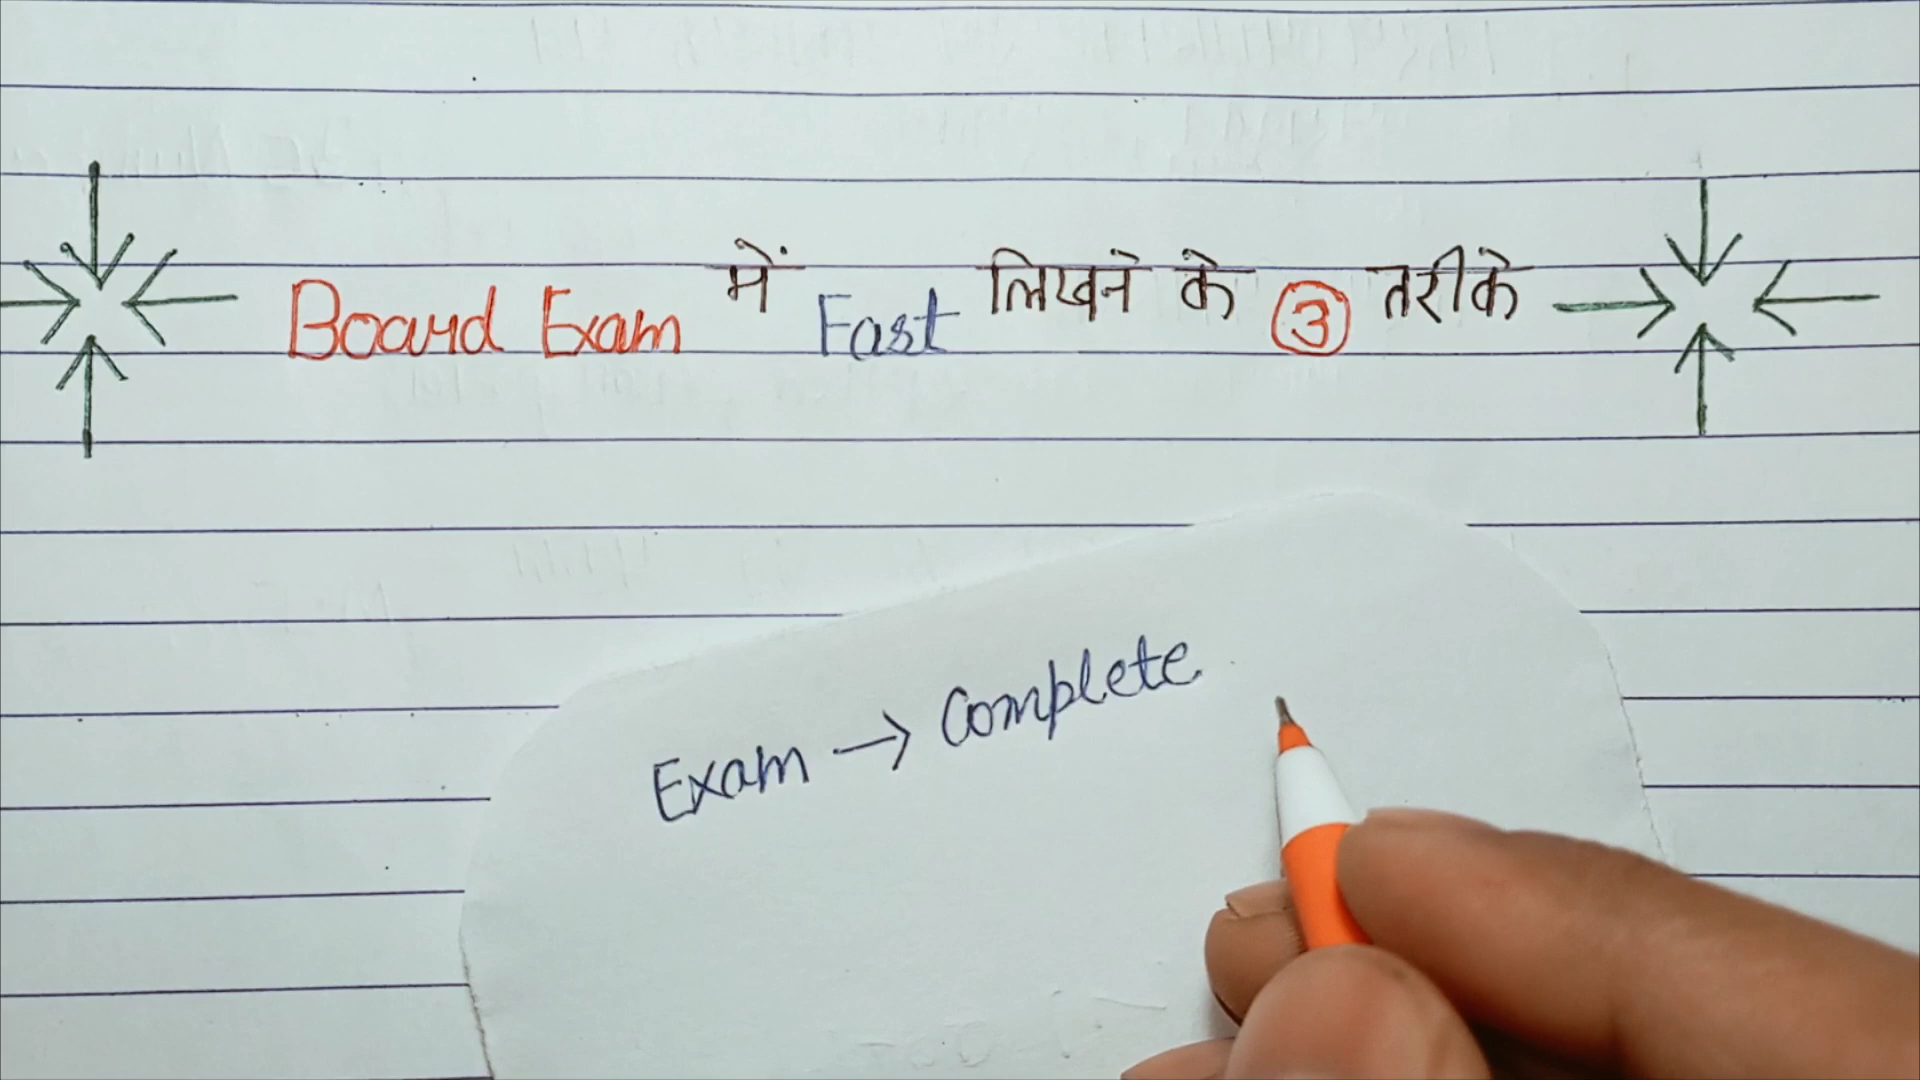 Board Exam में Fast लिखने के 3 तरीके
Exam → Complete